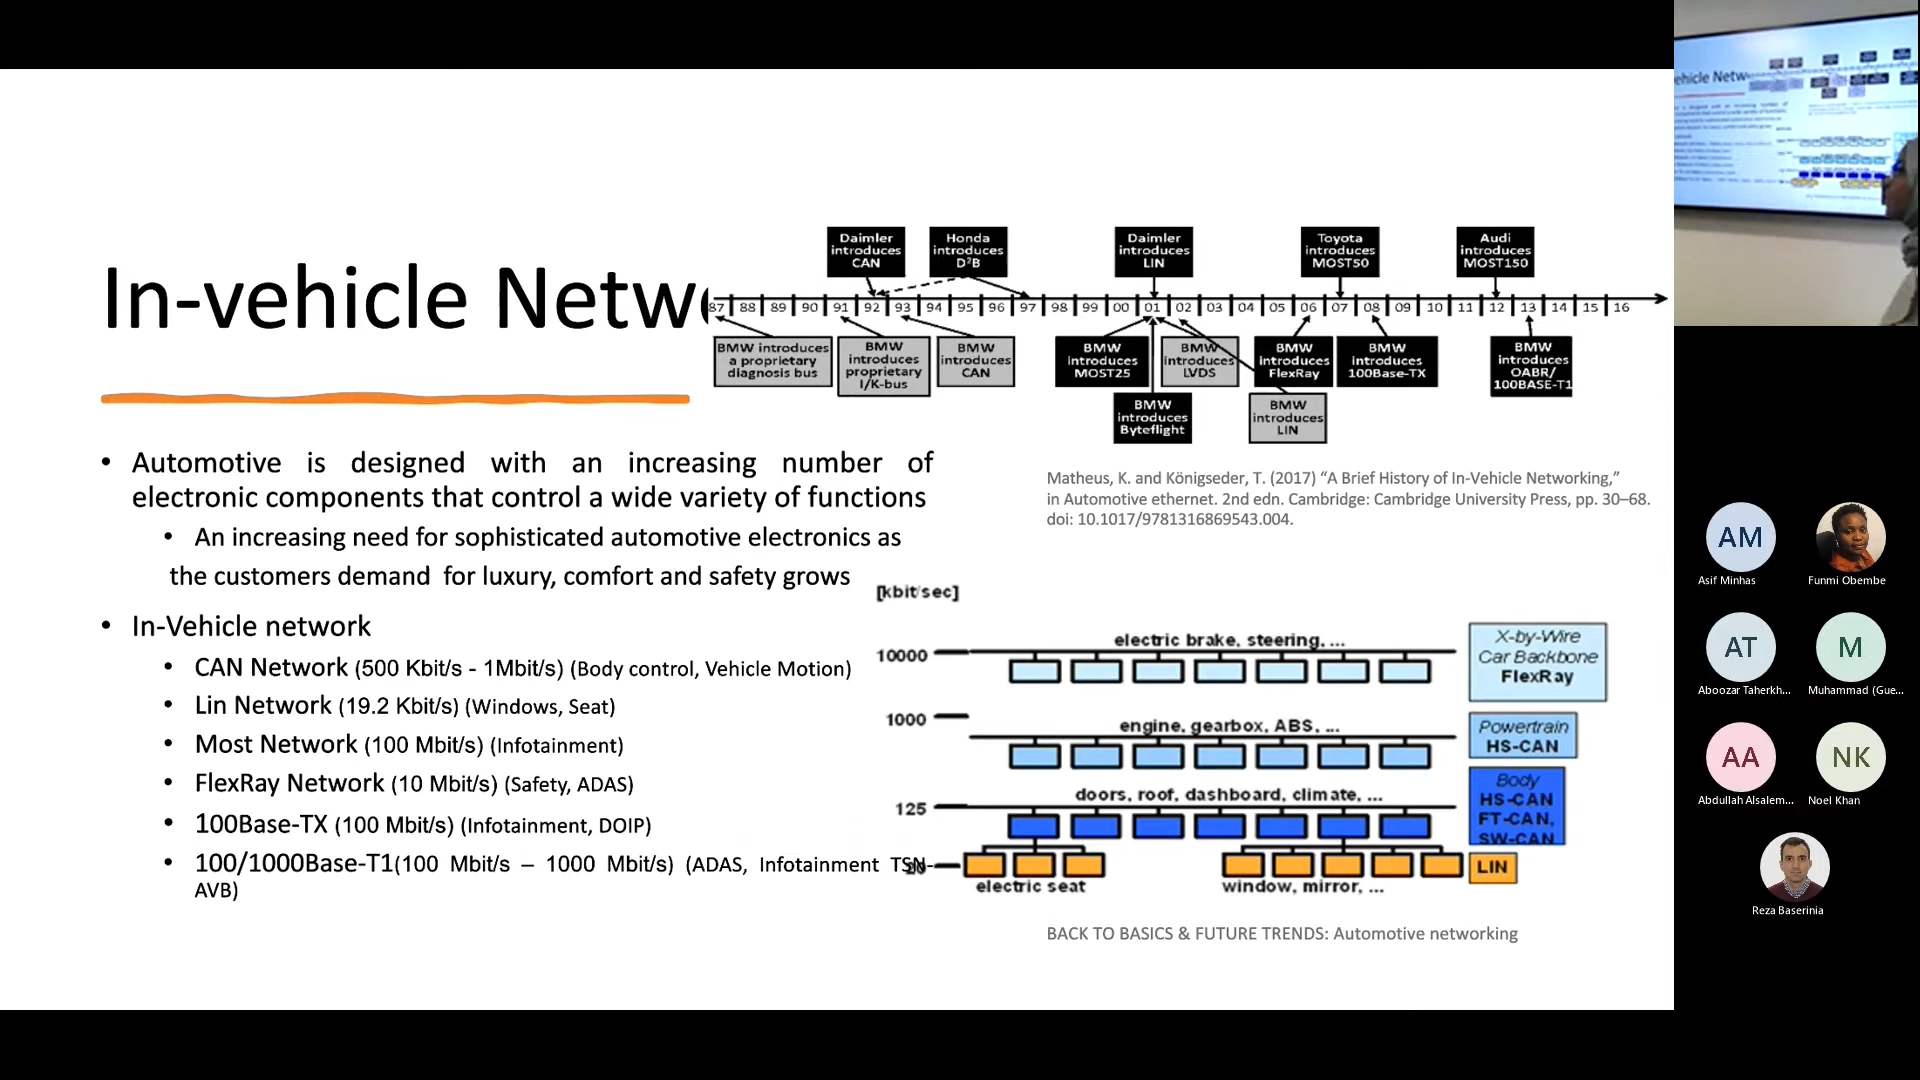 In-vehicle Netw
Daimler
introduces
CAN
Honda
introduces
D²B
Daimler
introduces
LIN
Toyota
introduces
MOST50
Audi
introduces
MOST150
87 88 89 90 91 92 93 94 95 96 97 98 99 00 01 02 03 04 05 06 07 08 09 10 11 12 13 14 15 16
BMW introduces
a proprietary
diagnosis bus
BMW
introduces
proprietary
I/K-bus
BMW
introduces
CAN
BMW
introduces
MOST25
BMW
introduces
LVDS
BMW
introduces
FlexRay
BMW
introduces
100Base-TX
BMW
introduces
OABR/
100BASE-T1
BMW
introduces
Byteflight
BMW
introduces
LIN
Matheus, K. and Königseder, T. (2017) “A Brief History of In-Vehicle Networking,”
in Automotive ethernet. 2nd edn. Cambridge: Cambridge University Press, pp. 30–68.
doi: 10.1017/9781316869543.004.
• Automotive is designed with an increasing number of
electronic components that control a wide variety of functions
• An increasing need for sophisticated automotive electronics as
the customers demand for luxury, comfort and safety grows
• In-Vehicle network
• CAN Network (500 Kbit/s - 1Mbit/s) (Body control, Vehicle Motion)
• Lin Network (19.2 Kbit/s) (Windows, Seat)
• Most Network (100 Mbit/s) (Infotainment)
• FlexRay Network (10 Mbit/s) (Safety, ADAS)
• 100Base-TX (100 Mbit/s) (Infotainment, DOIP)
• 100/1000Base-T1(100 Mbit/s – 1000 Mbit/s) (ADAS, Infotainment TSN-
AVB)
[kbit/sec]
10000
electric brake, steering, ...
X-by-Wire
Car Backbone
FlexRay
1000
engine, gearbox, ABS, ...
Powertrain
HS-CAN
125
doors, roof, dashboard, climate, ...
Body
HS-CAN
FT-CAN,
SW-CAN
20
LIN
electric seat
window, mirror, ...
BACK TO BASICS & FUTURE TRENDS: Automotive networking
ehicle Netw
AM
Asif Minhas
Funmi Obembe
AT
Aboozar Taherkh...
M
Muhammad (Gue...
AA
Abdullah Alsalem...
NK
Noel Khan
Reza Baserinia